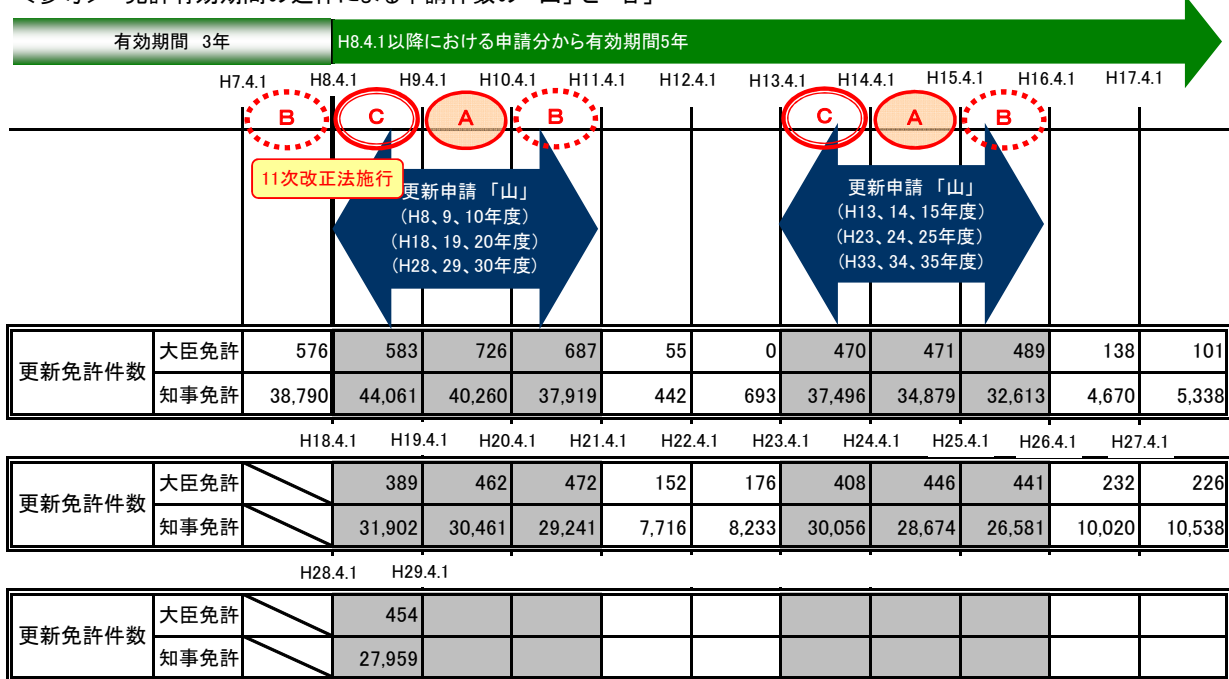 有効期間 3年
H8.4.1以降における申請分から有効期間5年
H7.4.1 H8.4.1 H9.4.1 H10.4.1 H11.4.1 H12.4.1 H13.4.1 H14.4.1 H15.4.1 H16.4.1 H17.4.1
B C A B C A B
11次改正法施行
更新申請 「山」
(H8、9、10年度)
(H18、19、20年度)
(H28、29、30年度)
更新申請 「山」
(H13、14、15年度)
(H23、24、25年度)
(H33、34、35年度)
更新免許件数
大臣免許 576 583 726 687 55 0 470 471 489 138 101
知事免許 38,790 44,061 40,260 37,919 442 693 37,496 34,879 32,613 4,670 5,338
H18.4.1 H19.4.1 H20.4.1 H21.4.1 H22.4.1 H23.4.1 H24.4.1 H25.4.1 H26.4.1 H27.4.1
更新免許件数
大臣免許 389 462 472 152 176 408 446 441 232 226
知事免許 31,902 30,461 29,241 7,716 8,233 30,056 28,674 26,581 10,020 10,538
H28.4.1 H29.4.1
更新免許件数
大臣免許 454
知事免許 27,959